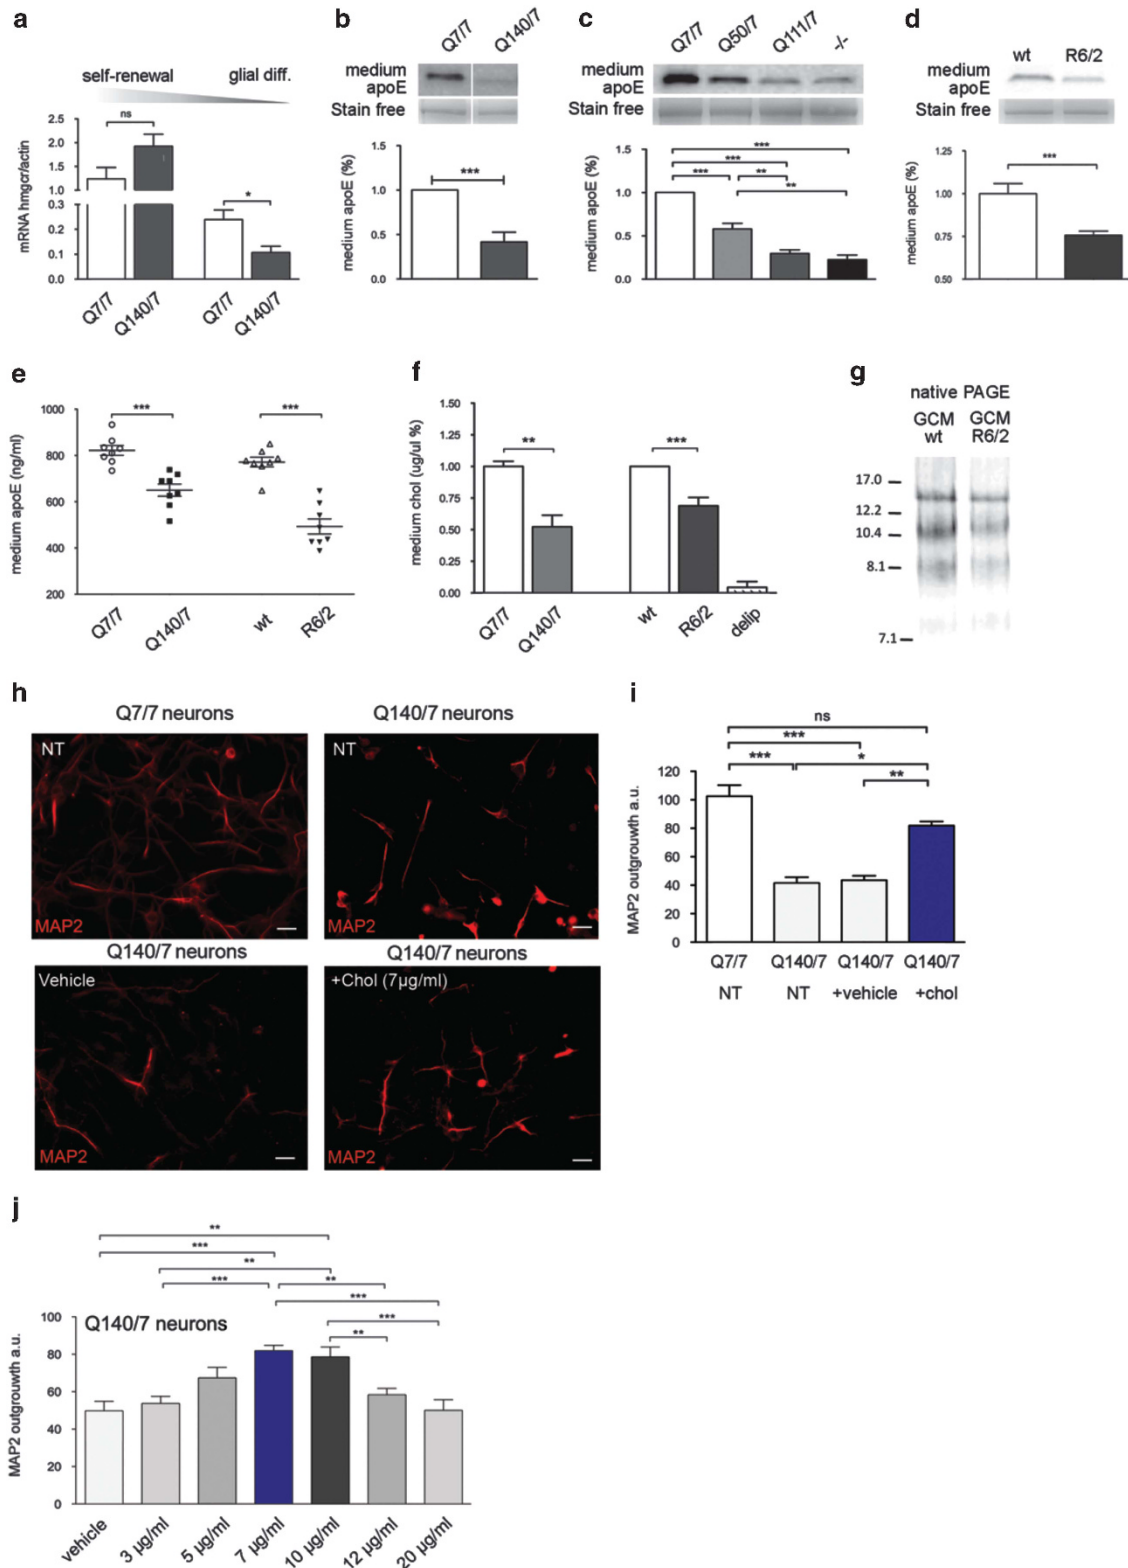 a
self-renewal glial diff.
mRNA hmgcr/actin
2.5
2.0
1.5
1.0
0.3
0.2
0.1
0.0
ns
*
Q7/7 Q140/7 Q7/7 Q140/7
b
Q7/7 Q140/7
medium
apoE
Stain free
medium apoE (%)
1.5
1.0
0.5
0.0
***
Q7/7 Q140/7
c
Q7/7 Q50/7 Q111/7 -/-
medium
apoE
Stain free
medium apoE (%)
1.5
1.0
0.5
0.0
***
***
*** **
**
d
wt R6/2
medium
apoE
Stain free
medium apoE (%)
1.25
1.00
0.75
0.50
***
e
medium apoE (ng/ml)
1000
800
600
400
200
*** ***
Q7/7 Q140/7 wt R6/2
f
medium chol (ug/ul %)
1.50
1.25
1.00
0.75
0.50
0.25
0.00
** ***
Q7/7 Q140/7 wt R6/2 delip
g
native PAGE
GCM GCM
wt R6/2
17.0
12.2
10.4
8.1
7.1
h
Q7/7 neurons Q140/7 neurons
NT NT
MAP2 MAP2
Q140/7 neurons Q140/7 neurons
Vehicle +Chol (7µg/ml)
MAP2 MAP2
i
ns
***
*** *
**
MAP2 outgrouwth a.u.
120
100
80
60
40
20
0
Q7/7 Q140/7 Q140/7 Q140/7
NT NT +vehicle +chol
j
**
***
**
*** **
***
***
**
Q140/7 neurons
MAP2 outgrouwth a.u.
100
80
60
40
20
0
vehicle 3 µg/ml 5 µg/ml 7 µg/ml 10 µg/ml 12 µg/ml 20 µg/ml